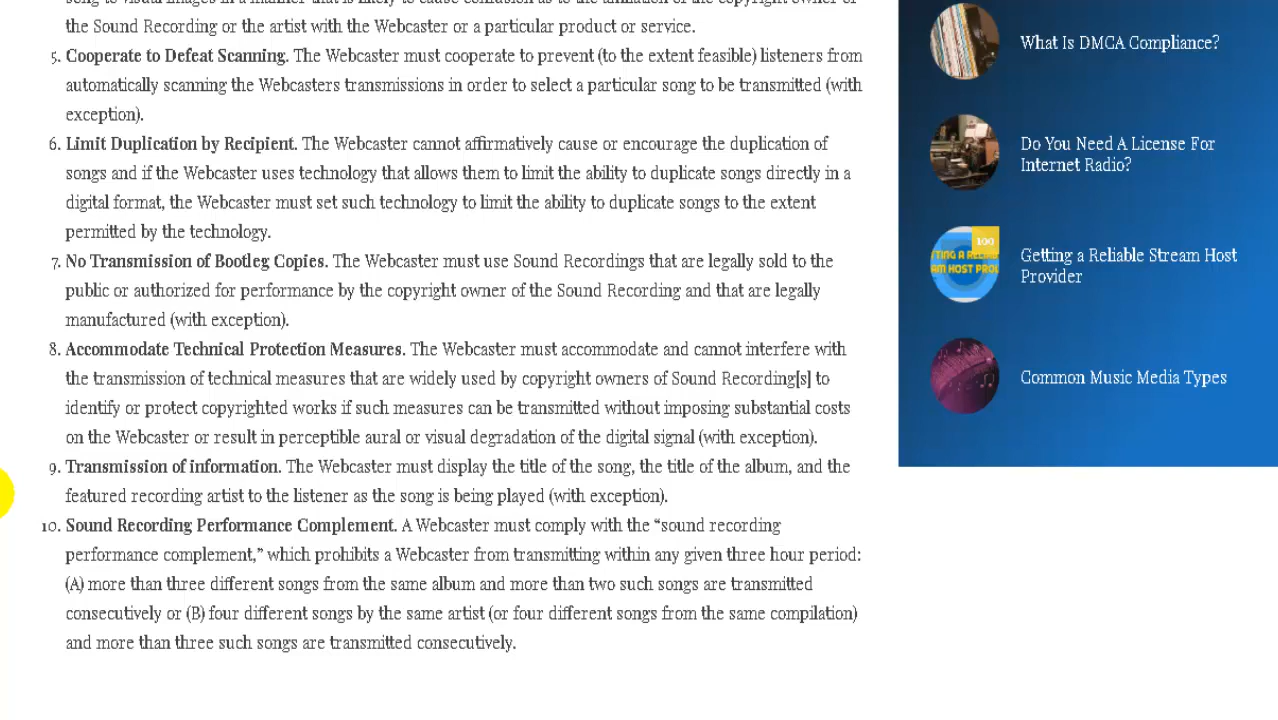 the Sound Recording or the artist with the Webcaster or a particular product or service.
5. Cooperate to Defeat Scanning. The Webcaster must cooperate to prevent (to the extent feasible) listeners from
automatically scanning the Webcasters transmissions in order to select a particular song to be transmitted (with
exception).
6. Limit Duplication by Recipient. The Webcaster cannot affirmatively cause or encourage the duplication of
songs and if the Webcaster uses technology that allows them to limit the ability to duplicate songs directly in a
digital format, the Webcaster must set such technology to limit the ability to duplicate songs to the extent
permitted by the technology.
7. No Transmission of Bootleg Copies. The Webcaster must use Sound Recordings that are legally sold to the
public or authorized for performance by the copyright owner of the Sound Recording and that are legally
manufactured (with exception).
8. Accommodate Technical Protection Measures. The Webcaster must accommodate and cannot interfere with
the transmission of technical measures that are widely used by copyright owners of Sound Recording[s] to
identify or protect copyrighted works if such measures can be transmitted without imposing substantial costs
on the Webcaster or result in perceptible aural or visual degradation of the digital signal (with exception).
9. Transmission of information. The Webcaster must display the title of the song, the title of the album, and the
featured recording artist to the listener as the song is being played (with exception).
10. Sound Recording Performance Complement. A Webcaster must comply with the “sound recording
performance complement,” which prohibits a Webcaster from transmitting within any given three hour period:
(A) more than three different songs from the same album and more than two such songs are transmitted
consecutively or (B) four different songs by the same artist (or four different songs from the same compilation)
and more than three such songs are transmitted consecutively.
What Is DMCA Compliance?
Do You Need A License For
Internet Radio?
100
Getting a Reliable Stream Host
Provider
Common Music Media Types